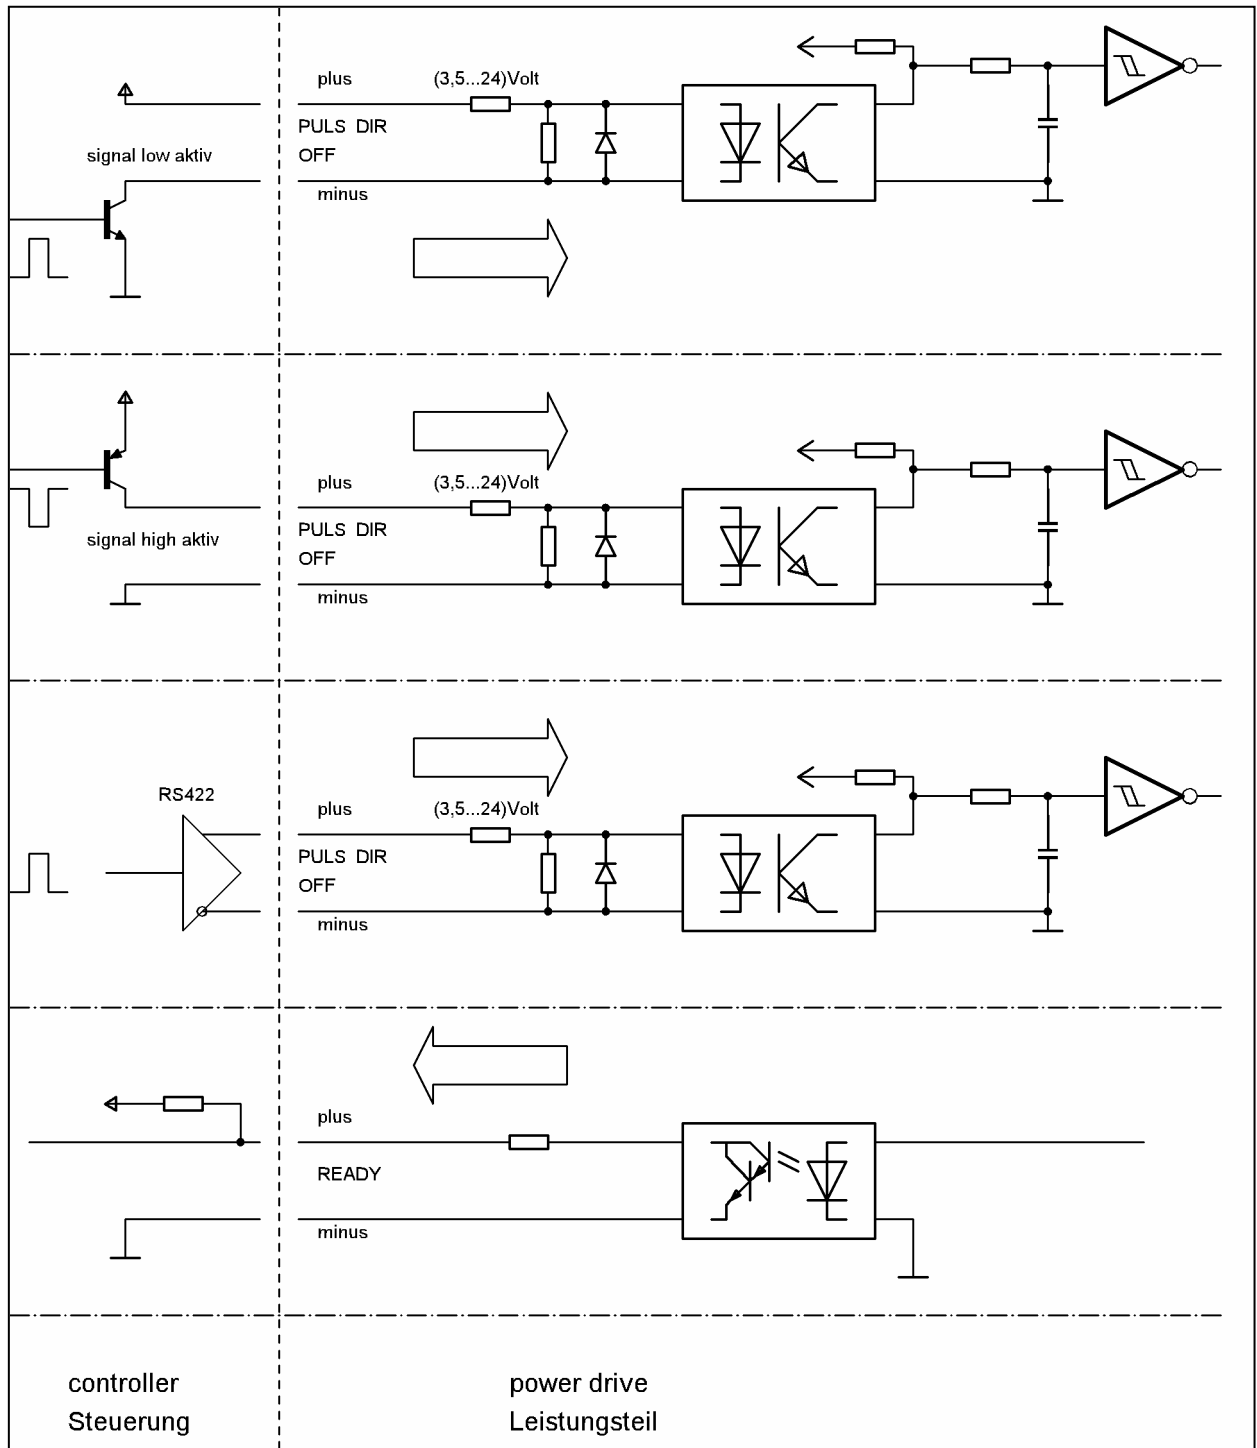 plus (3,5...24)Volt
PULS DIR
signal low aktiv OFF
minus
plus (3,5...24)Volt
PULS DIR
signal high aktiv
OFF
minus
RS422
plus (3,5...24)Volt
PULS DIR
OFF
minus
plus
READY
minus
controller power drive
Steuerung Leistungsteil